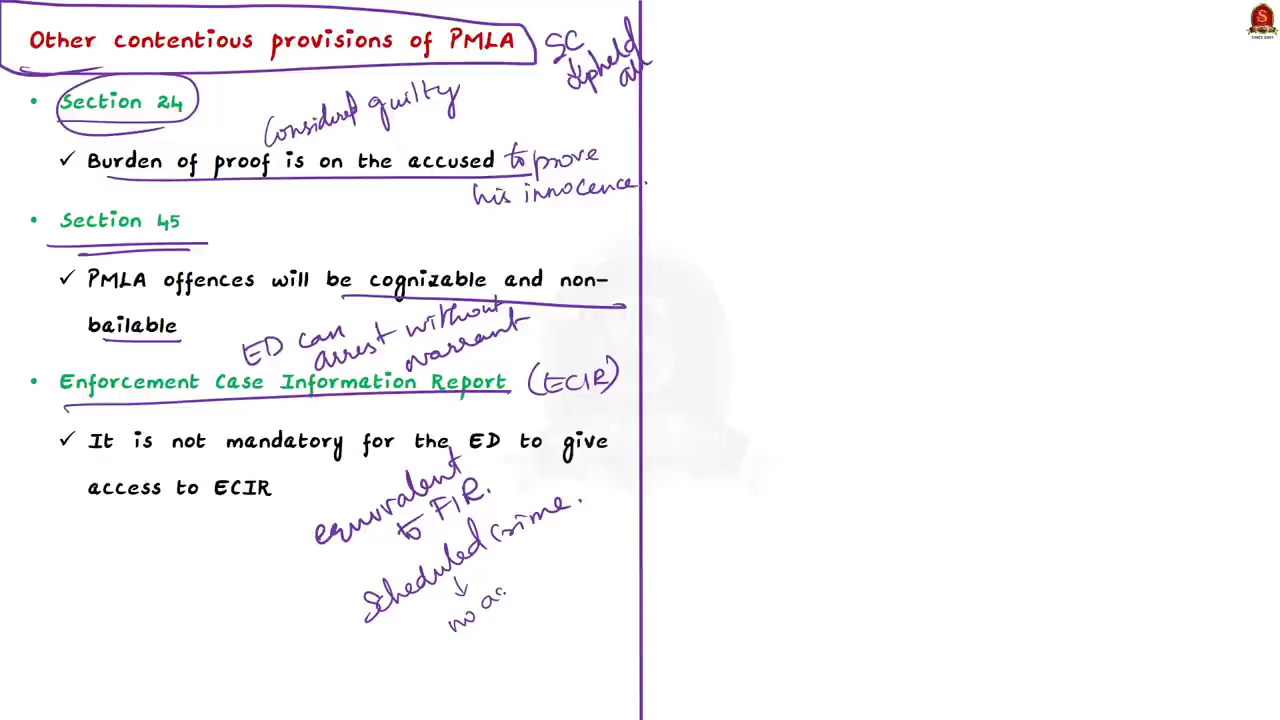 Other contentious provisions of PMLA
SC
upheld
all
• Section 24
Considered guilty
✓ Burden of proof is on the accused to prove
his innocence.
• Section 45
✓ PMLA offences will be cognizable and non-
bailable
ED can
arrest without
warrant
• Enforcement Case Information Report (ECIR)
✓ It is not mandatory for the ED to give
access to ECIR
equivalent
to FIR.
Scheduled crime.
↓
no
S